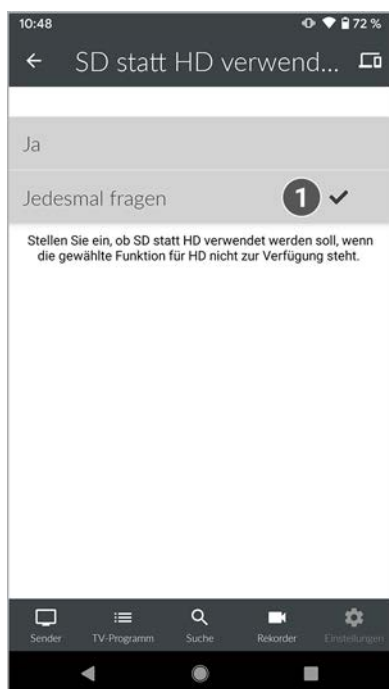 10:48 72 %
SD statt HD verwend...
Ja
Jedesmal fragen 1
Stellen Sie ein, ob SD statt HD verwendet werden soll, wenn
die gewählte Funktion für HD nicht zur Verfügung steht.
Sender TV-Programm Suche Rekorder Einstellungen